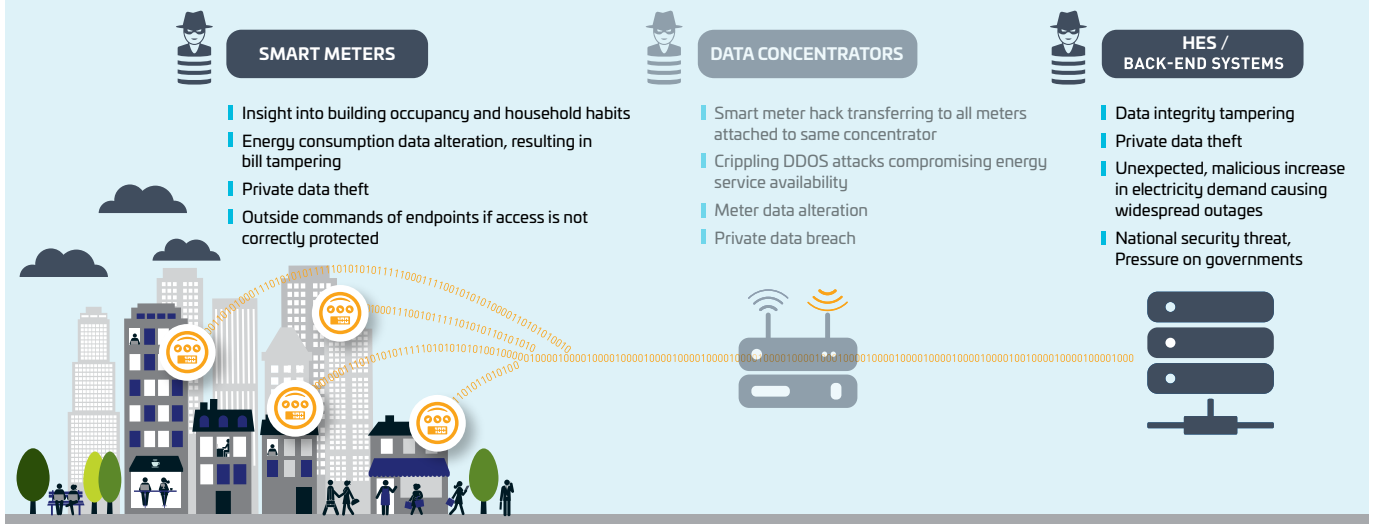 SMART METERS
Insight into building occupancy and household habits
Energy consumption data alteration, resulting in
bill tampering
Private data theft
Outside commands of endpoints if access is not
correctly protected
DATA CONCENTRATORS
Smart meter hack transferring to all meters
attached to same concentrator
Crippling DDOS attacks compromising energy
service availability
Meter data alteration
Private data breach
HES /
BACK-END SYSTEMS
Data integrity tampering
Private data theft
Unexpected, malicious increase
in electricity demand causing
widespread outages
National security threat,
Pressure on governments